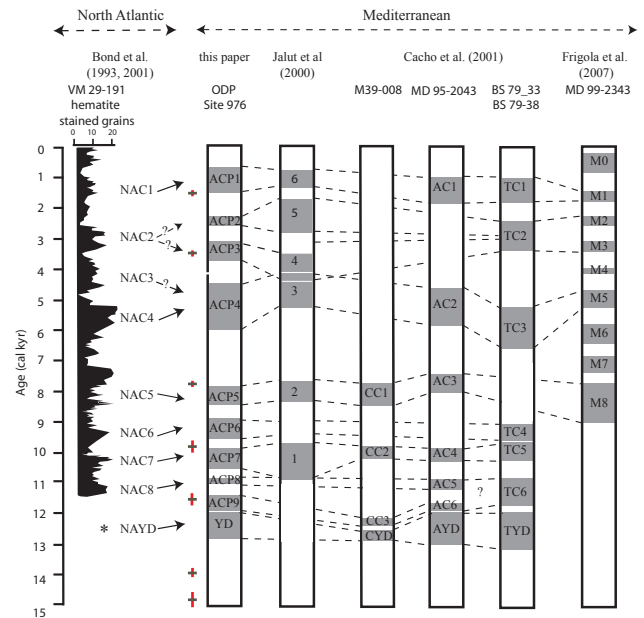 North Atlantic
Mediterranean
Bond et al.
(1993, 2001)
VM 29-191
hematite
stained grains
0 10 20
this paper
ODP
Site 976
Jalut et al
(2000)
Cacho et al. (2001)
M39-008
MD 95-2043
BS 79_33
BS 79-38
Frigola et al.
(2007)
MD 99-2343
Age (cal kyr)
0
1
2
3
4
5
6
7
8
9
10
11
12
13
14
15
NAC1
NAC2
?
?
NAC3
?
NAC4
NAC5
NAC6
NAC7
NAC8
* NAYD
ACP1
ACP2
ACP3
ACP4
ACP5
ACP6
ACP7
ACP8
ACP9
YD
6
5
4
3
2
1
CC1
CC2
CC3
CYD
AC1
AC2
AC3
AC4
AC5
AC6
AYD
?
TC1
TC2
TC3
TC4
TC5
TC6
TYD
M0
M1
M2
M3
M4
M5
M6
M7
M8